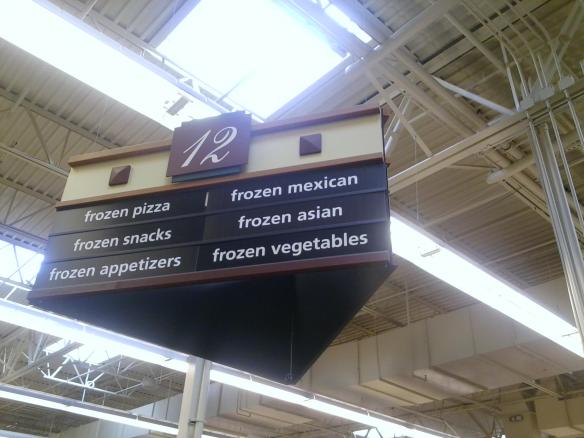 12
frozen pizza frozen mexican
frozen snacks frozen asian
frozen appetizers frozen vegetables